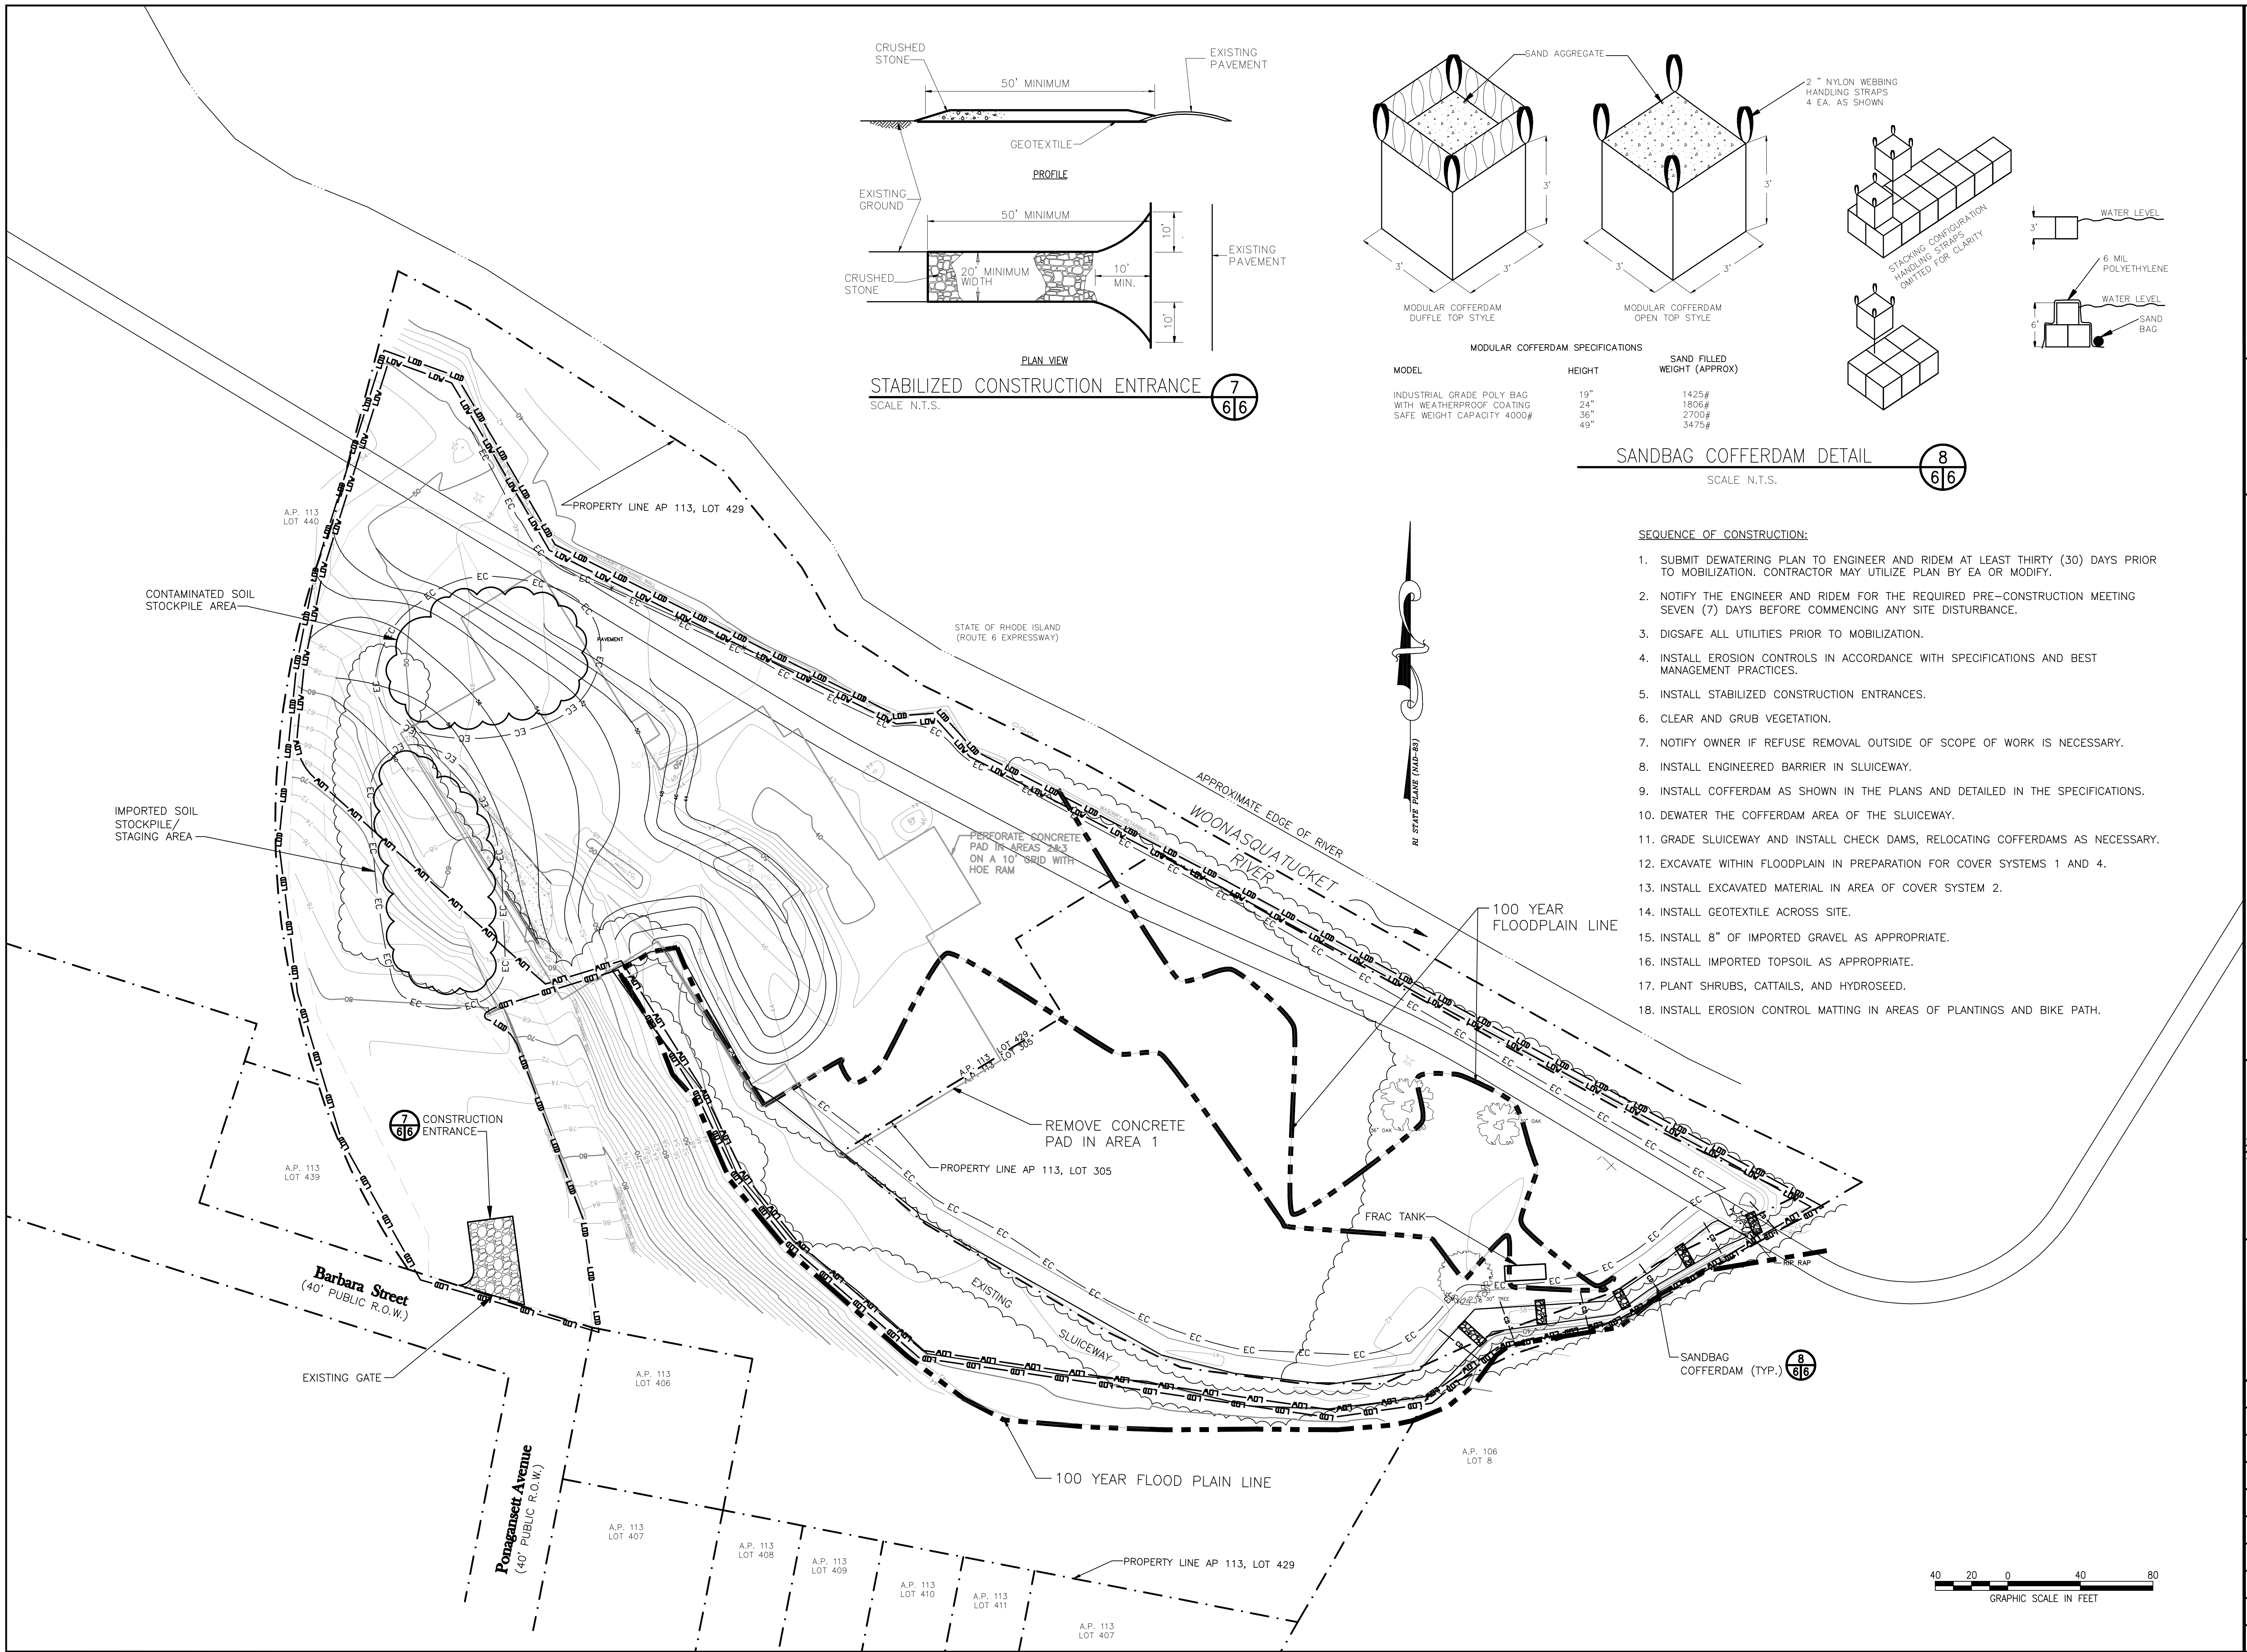 CRUSHED
STONE
50' MINIMUM
EXISTING
PAVEMENT
GEOTEXTILE
PROFILE
EXISTING
GROUND
50' MINIMUM
10'
EXISTING
PAVEMENT
CRUSHED
STONE
20' MINIMUM
WIDTH
10'
MIN.
10'
PLAN VIEW
STABILIZED CONSTRUCTION ENTRANCE
7
6 6
SCALE N.T.S.
SAND AGGREGATE
2 " NYLON WEBBING
HANDLING STRAPS
4 EA. AS SHOWN
3'
3'
3'
3'
3'
3'
MODULAR COFFERDAM
DUFFLE TOP STYLE
MODULAR COFFERDAM
OPEN TOP STYLE
STACKING CONFIGURATION
HANDLING STRAPS
OMITTED FOR CLARITY
WATER LEVEL
3'
6 MIL
POLYETHYLENE
WATER LEVEL
6'
SAND
BAG
MODULAR COFFERDAM SPECIFICATIONS
MODEL HEIGHT SAND FILLED
WEIGHT (APPROX)
INDUSTRIAL GRADE POLY BAG 19" 1425#
WITH WEATHERPROOF COATING 24" 1806#
SAFE WEIGHT CAPACITY 4000# 36" 2700#
49" 3475#
SANDBAG COFFERDAM DETAIL
8
6 6
SCALE N.T.S.
SEQUENCE OF CONSTRUCTION:
1. SUBMIT DEWATERING PLAN TO ENGINEER AND RIDEM AT LEAST THIRTY (30) DAYS PRIOR
TO MOBILIZATION. CONTRACTOR MAY UTILIZE PLAN BY EA OR MODIFY.
2. NOTIFY THE ENGINEER AND RIDEM FOR THE REQUIRED PRE-CONSTRUCTION MEETING
SEVEN (7) DAYS BEFORE COMMENCING ANY SITE DISTURBANCE.
3. DIGSAFE ALL UTILITIES PRIOR TO MOBILIZATION.
4. INSTALL EROSION CONTROLS IN ACCORDANCE WITH SPECIFICATIONS AND BEST
MANAGEMENT PRACTICES.
5. INSTALL STABILIZED CONSTRUCTION ENTRANCES.
6. CLEAR AND GRUB VEGETATION.
7. NOTIFY OWNER IF REFUSE REMOVAL OUTSIDE OF SCOPE OF WORK IS NECESSARY.
8. INSTALL ENGINEERED BARRIER IN SLUICEWAY.
9. INSTALL COFFERDAM AS SHOWN IN THE PLANS AND DETAILED IN THE SPECIFICATIONS.
10. DEWATER THE COFFERDAM AREA OF THE SLUICEWAY.
11. GRADE SLUICEWAY AND INSTALL CHECK DAMS, RELOCATING COFFERDAMS AS NECESSARY.
12. EXCAVATE WITHIN FLOODPLAIN IN PREPARATION FOR COVER SYSTEMS 1 AND 4.
13. INSTALL EXCAVATED MATERIAL IN AREA OF COVER SYSTEM 2.
14. INSTALL GEOTEXTILE ACROSS SITE.
15. INSTALL 8" OF IMPORTED GRAVEL AS APPROPRIATE.
16. INSTALL IMPORTED TOPSOIL AS APPROPRIATE.
17. PLANT SHRUBS, CATTAILS, AND HYDROSEED.
18. INSTALL EROSION CONTROL MATTING IN AREAS OF PLANTINGS AND BIKE PATH.
PROPERTY LINE AP 113, LOT 429
A.P. 113
LOT 440
CONTAMINATED SOIL
STOCKPILE AREA
PAVEMENT
STATE OF RHODE ISLAND
(ROUTE 6 EXPRESSWAY)
RI STATE PLANE (NAD-83)
IMPORTED SOIL
STOCKPILE/
STAGING AREA
PERFORATE CONCRETE
PAD IN AREAS 2&3
ON A 10' GRID WITH
HOE RAM
APPROXIMATE EDGE OF RIVER
WOONASQUATUCKET
RIVER
100 YEAR
FLOODPLAIN LINE
A.P. 113 LOT 429
A.P. 113 LOT 305
REMOVE CONCRETE
PAD IN AREA 1
PROPERTY LINE AP 113, LOT 305
7
6 6
CONSTRUCTION
ENTRANCE
A.P. 113
LOT 439
36" OAK
OAK
FRAC TANK
30" TREE
RIP RAP
Barbara Street
(40' PUBLIC R.O.W.)
EXISTING
SLUICEWAY
EXISTING GATE
SANDBAG
COFFERDAM (TYP.)
8
6 6
A.P. 113
LOT 406
Ponagansett Avenue
(40' PUBLIC R.O.W.)
100 YEAR FLOOD PLAIN LINE
A.P. 106
LOT 8
A.P. 113
LOT 407
A.P. 113
LOT 408
A.P. 113
LOT 409
A.P. 113
LOT 410
A.P. 113
LOT 411
A.P. 113
LOT 407
PROPERTY LINE AP 113, LOT 429
40 20 0 40 80
GRAPHIC SCALE IN FEET